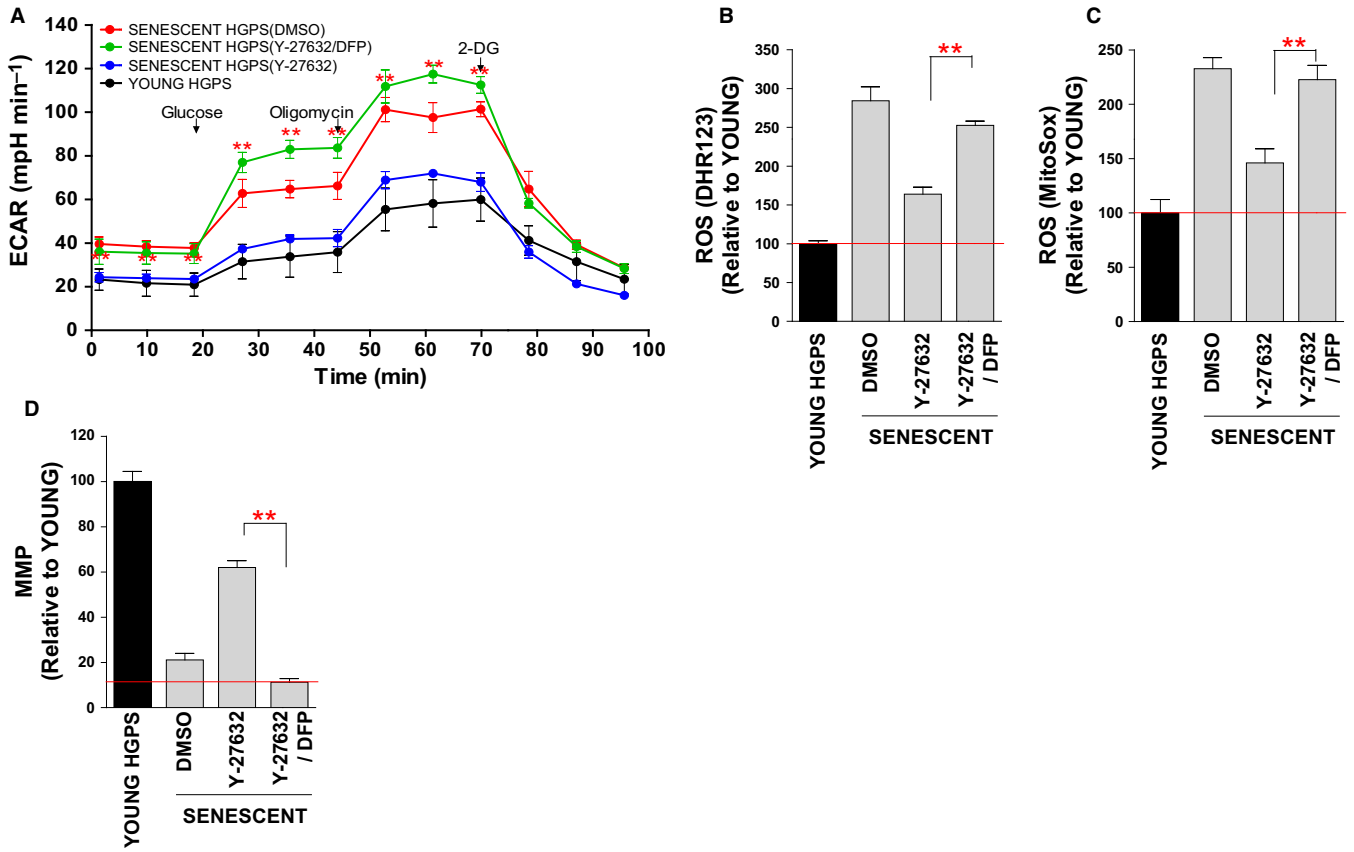 A
ECAR (mpH min⁻¹)
140
120
100
80
60
40
20
0
SENESCENT HGPS(DMSO)
SENESCENT HGPS(Y-27632/DFP)
SENESCENT HGPS(Y-27632)
YOUNG HGPS
Glucose
Oligomycin
2-DG
** ** ** ** ** ** ** ** **
0 10 20 30 40 50 60 70 80 90 100
Time (min)
B
ROS (DHR123)
(Relative to YOUNG)
350
300
250
200
150
100
50
0
**
YOUNG HGPS
DMSO
Y-27632
Y-27632
/ DFP
SENESCENT
C
ROS (MitoSox)
(Relative to YOUNG)
250
200
150
100
50
0
**
YOUNG HGPS
DMSO
Y-27632
Y-27632
/ DFP
SENESCENT
D
MMP
(Relative to YOUNG)
120
100
80
60
40
20
0
**
YOUNG HGPS
DMSO
Y-27632
Y-27632
/ DFP
SENESCENT